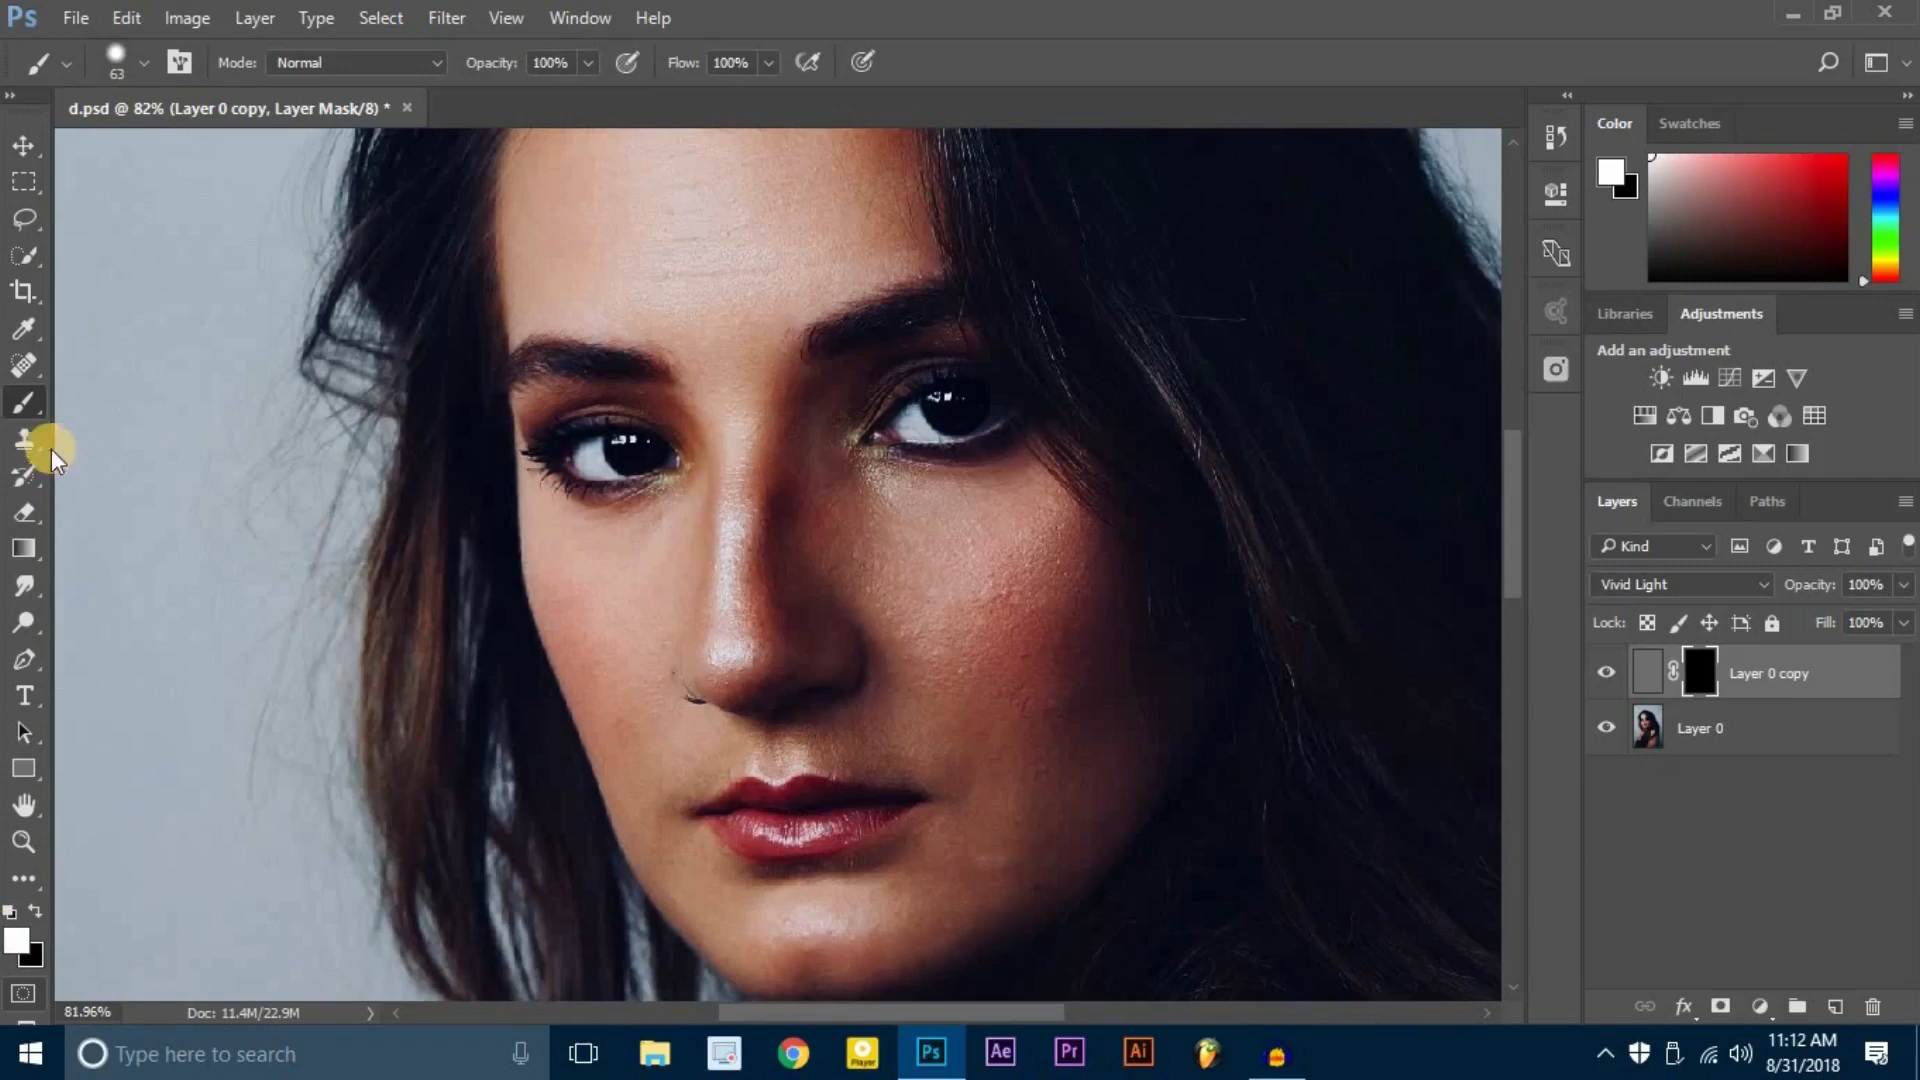 Ps File Edit Image Layer Type Select Filter View Window Help
63 Mode: Normal Opacity: 100% Flow: 100%
d.psd @ 82% (Layer 0 copy, Layer Mask/8) *
Color Swatches
Libraries Adjustments
Add an adjustment
Layers Channels Paths
Kind
Vivid Light Opacity: 100%
Lock: Fill: 100%
Layer 0 copy
Layer 0
fx
81.96% Doc: 11.4M/22.9M
Type here to search Player Ps Ae Pr Ai
11:12 AM
8/31/2018